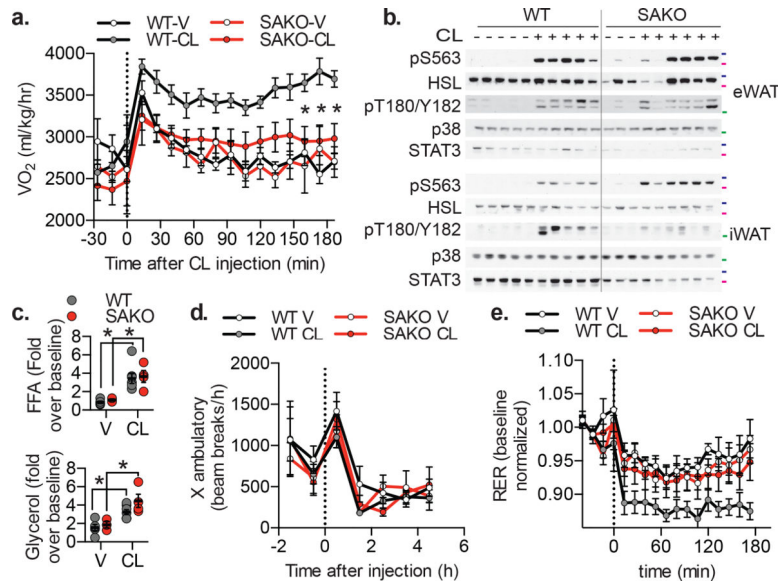 a.
WT-V SAKO-V
WT-CL SAKO-CL
VO2 (ml/kg/hr)
4000
3500
3000
2500
2000
* * *
-30 0 30 60 90 120 150 180
Time after CL injection (min)
b.
WT SAKO
CL - - - - - + + + + + - - - + + + + + +
pS563
HSL
pT180/Y182
p38
STAT3
eWAT
pS563
HSL
pT180/Y182
p38
STAT3
iWAT
c.
WT
SAKO
FFA (Fold over baseline)
8
6
4
2
0
* *
V CL
Glycerol (fold over baseline)
8
6
4
2
0
* *
V CL
d.
WT V SAKO V
WT CL SAKO CL
X ambulatory
(beam breaks/h)
2000
1500
1000
500
0
-2 0 2 4 6
Time after injection (h)
e.
WT V SAKO V
WT CL SAKO CL
RER (baseline
normalized)
1.10
1.05
1.00
0.95
0.90
0 60 120 180
time (min)